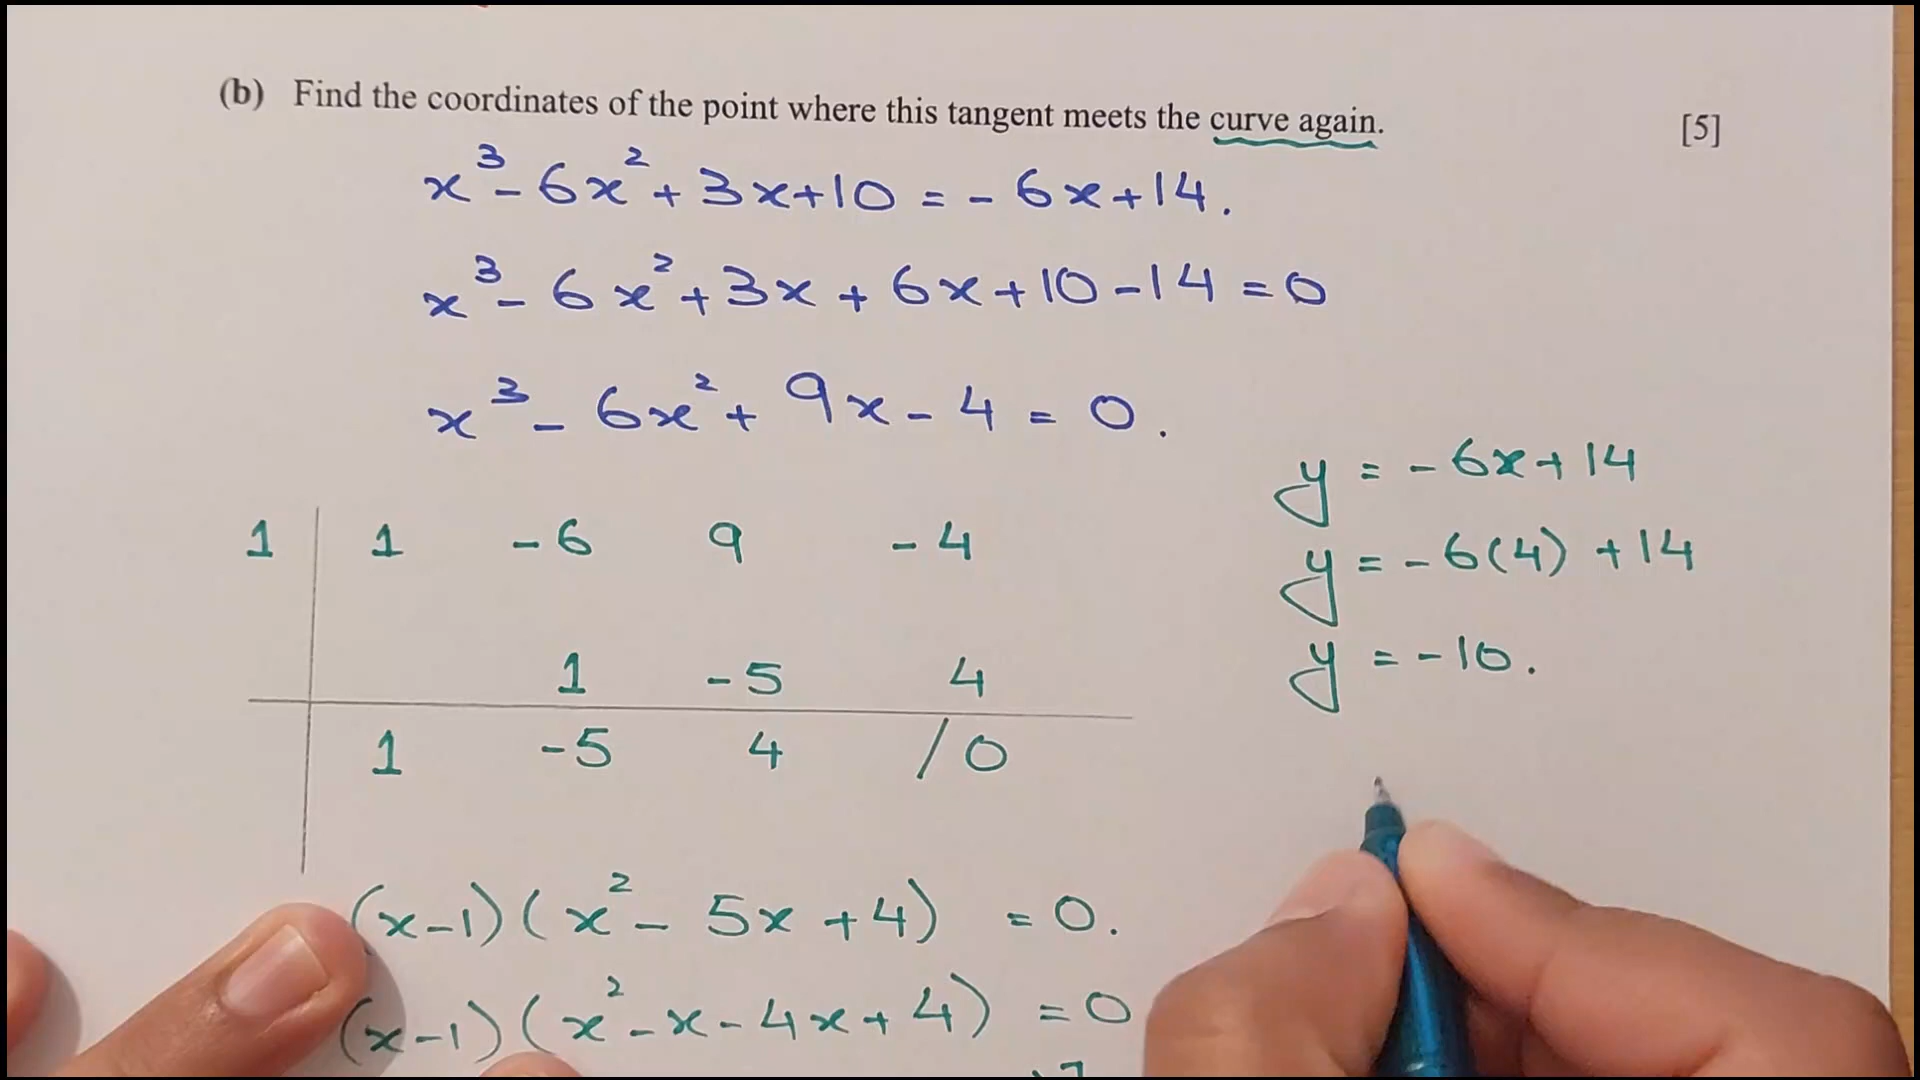 (b) Find the coordinates of the point where this tangent meets the curve again. [5]
x³ - 6x² + 3x + 10 = - 6x + 14.
x³ - 6x² + 3x + 6x + 10 - 14 = 0
x³ - 6x² + 9x - 4 = 0.
1 | 1 -6 9 -4
1 -5 4
1 -5 4 / 0
(x-1)(x² - 5x + 4) = 0.
(x-1)(x² - x - 4x + 4) = 0
y = - 6x + 14
y = - 6(4) + 14
y = - 10.